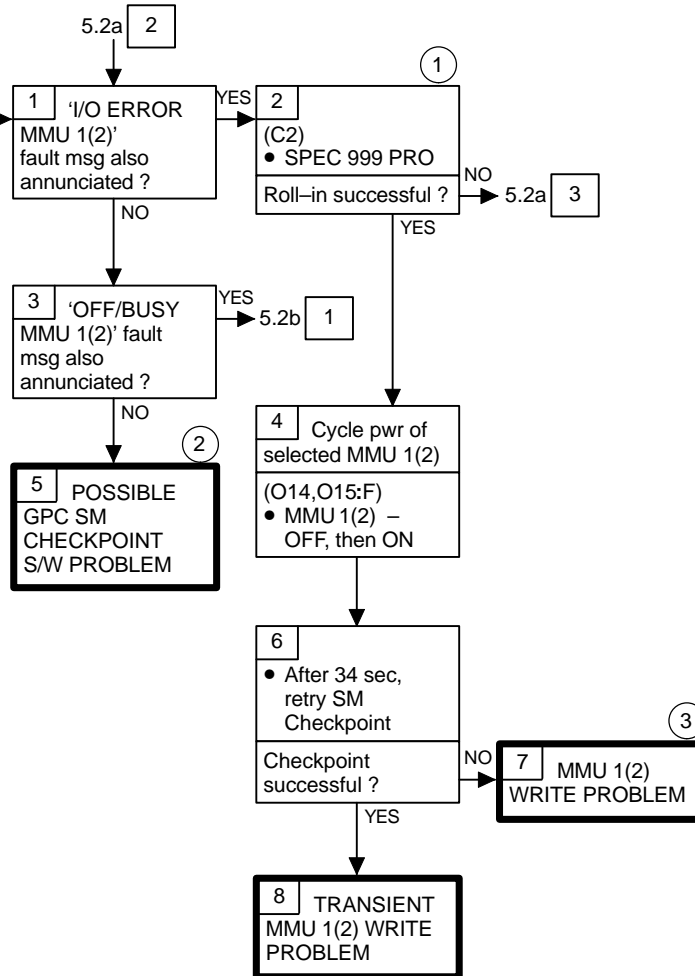 5.2a 2
1
1 'I/O ERROR
MMU 1(2)'
fault msg also
annunciated ?
YES
2
(C2)
● SPEC 999 PRO
Roll–in successful ?
NO
5.2a 3
NO
YES
3 'OFF/BUSY
MMU 1(2)' fault
msg also
annunciated ?
YES
5.2b 1
NO
2
4 Cycle pwr of
selected MMU 1(2)
(O14,O15:F)
● MMU 1(2) –
OFF, then ON
5 POSSIBLE
GPC SM
CHECKPOINT
S/W PROBLEM
6
● After 34 sec,
retry SM
Checkpoint
Checkpoint
successful ?
NO
3
7 MMU 1(2)
WRITE PROBLEM
YES
8 TRANSIENT
MMU 1(2) WRITE
PROBLEM